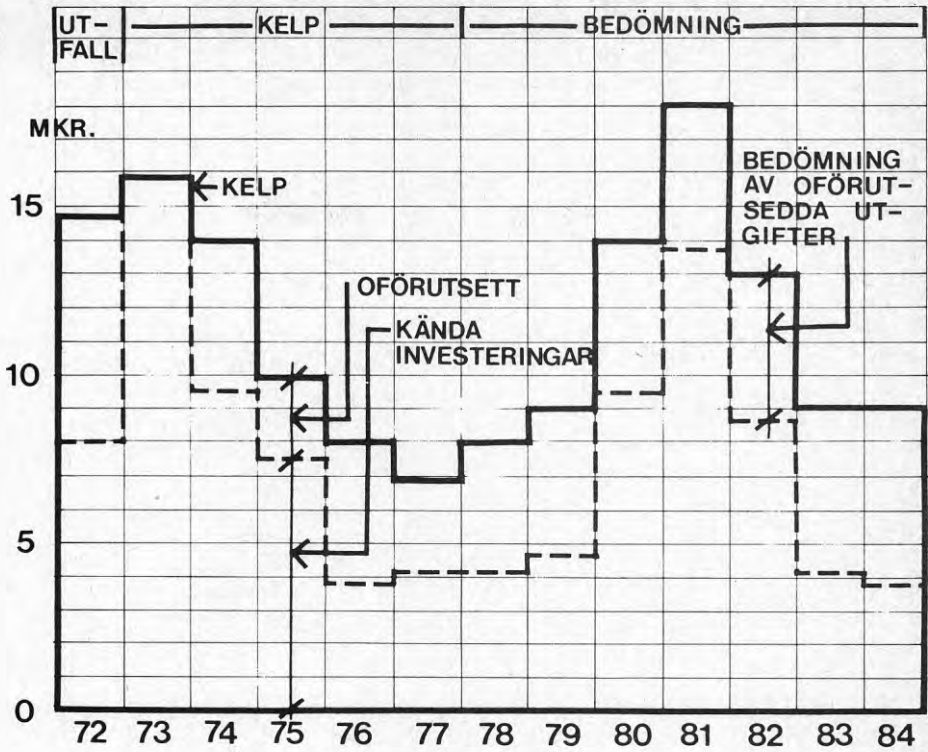 UT-
FALL
KELP
BEDÖMNING
MKR.
KELP
BEDÖMNING
AV OFÖRUT-
SEDDA UT-
GIFTER
15
OFÖRUTSETT
KÄNDA
INVESTERINGAR
10
5
0
72 73 74 75 76 77 78 79 80 81 82 83 84